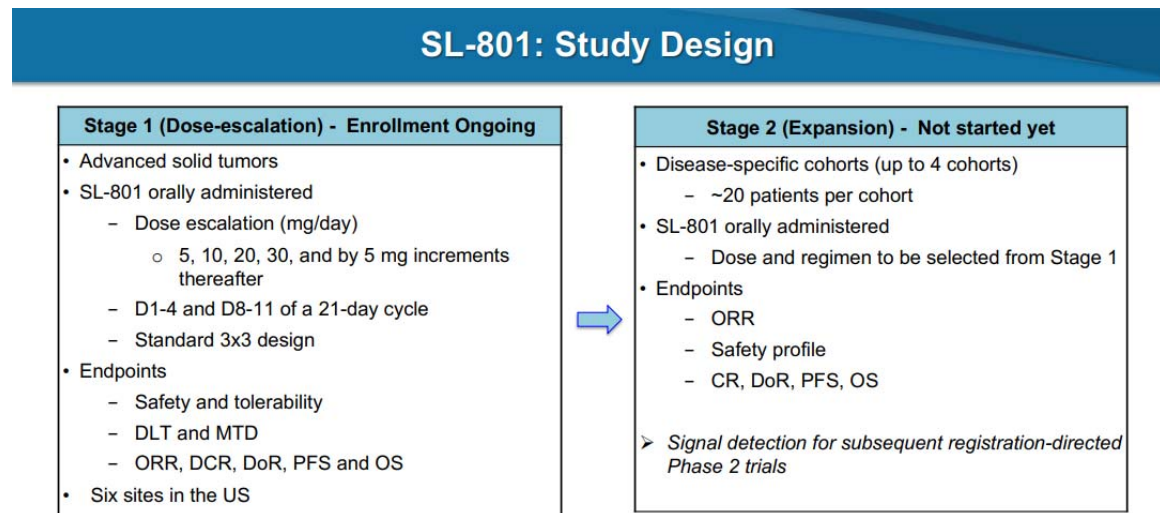 SL-801: Study Design
Stage 1 (Dose-escalation) - Enrollment Ongoing
• Advanced solid tumors
• SL-801 orally administered
– Dose escalation (mg/day)
○ 5, 10, 20, 30, and by 5 mg increments
thereafter
– D1-4 and D8-11 of a 21-day cycle
– Standard 3x3 design
• Endpoints
– Safety and tolerability
– DLT and MTD
– ORR, DCR, DoR, PFS and OS
• Six sites in the US
Stage 2 (Expansion) - Not started yet
• Disease-specific cohorts (up to 4 cohorts)
– ~20 patients per cohort
• SL-801 orally administered
– Dose and regimen to be selected from Stage 1
• Endpoints
– ORR
– Safety profile
– CR, DoR, PFS, OS
➢ Signal detection for subsequent registration-directed
Phase 2 trials